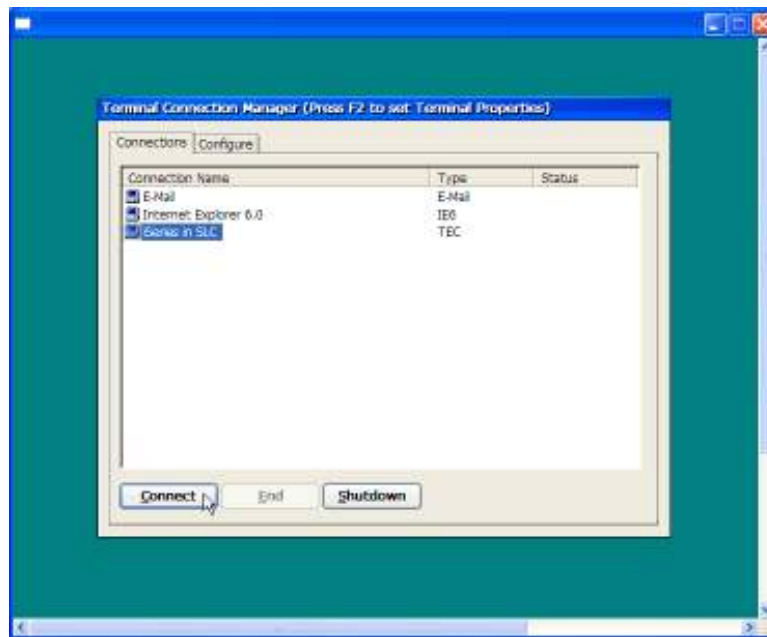 Terminal Connection Manager (Press F2 to set Terminal Properties)
Connections Configure
Connection Name Type Status
E-Mail E-Mail
Internet Explorer 6.0 IE6
iSeries in SLC TEC
Connect End Shutdown